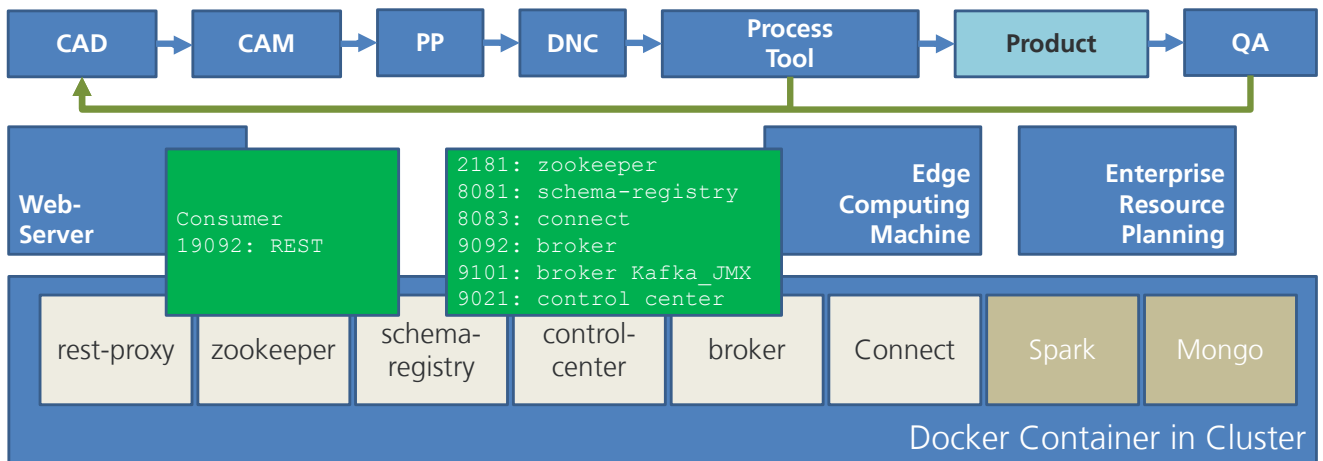 CAD
CAM
PP
DNC
Process
Tool
Product
QA
Web-
Server
Consumer
19092: REST
2181: zookeeper
8081: schema-registry
8083: connect
9092: broker
9101: broker Kafka_JMX
9021: control center
Edge
Computing
Machine
Enterprise
Resource
Planning
rest-proxy
zookeeper
schema-
registry
control-
center
broker
Connect
Spark
Mongo
Docker Container in Cluster